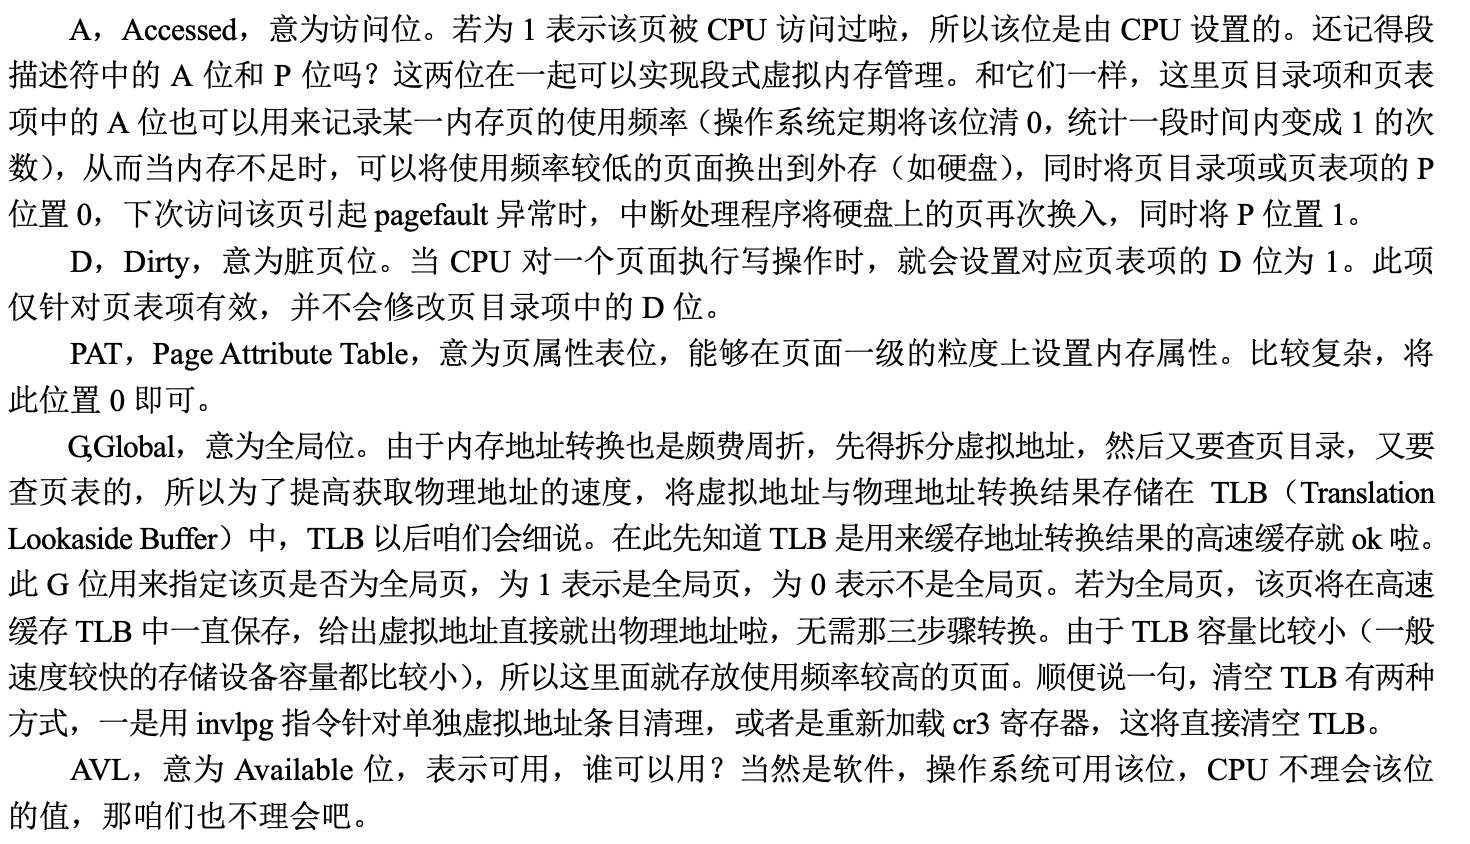 A，Accessed，意为访问位。若为 1 表示该页被 CPU 访问过啦，所以该位是由 CPU 设置的。还记得段
描述符中的 A 位和 P 位吗？这两位在一起可以实现段式虚拟内存管理。和它们一样，这里页目录项和页表
项中的 A 位也可以用来记录某一内存页的使用频率（操作系统定期将该位清 0，统计一段时间内变成 1 的次
数），从而当内存不足时，可以将使用频率较低的页面换出到外存（如硬盘），同时将页目录项或页表项的 P
位置 0，下次访问该页引起 pagefault 异常时，中断处理程序将硬盘上的页再次换入，同时将 P 位置 1。
D，Dirty，意为脏页位。当 CPU 对一个页面执行写操作时，就会设置对应页表项的 D 位为 1。此项
仅针对页表项有效，并不会修改页目录项中的 D 位。
PAT，Page Attribute Table，意为页属性表位，能够在页面一级的粒度上设置内存属性。比较复杂，将
此位置 0 即可。
G,Global，意为全局位。由于内存地址转换也是颇费周折，先得拆分虚拟地址，然后又要查页目录，又要
查页表的，所以为了提高获取物理地址的速度，将虚拟地址与物理地址转换结果存储在 TLB（Translation
Lookaside Buffer）中，TLB 以后咱们会细说。在此先知道 TLB 是用来缓存地址转换结果的高速缓存就 ok 啦。
此 G 位用来指定该页是否为全局页，为 1 表示是全局页，为 0 表示不是全局页。若为全局页，该页将在高速
缓存 TLB 中一直保存，给出虚拟地址直接就出物理地址啦，无需那三步骤转换。由于 TLB 容量比较小（一般
速度较快的存储设备容量都比较小），所以这里面就存放使用频率较高的页面。顺便说一句，清空 TLB 有两种
方式，一是用 invlpg 指令针对单独虚拟地址条目清理，或者是重新加载 cr3 寄存器，这将直接清空 TLB。
AVL，意为 Available 位，表示可用，谁可以用？当然是软件，操作系统可用该位，CPU 不理会该位
的值，那咱们也不理会吧。